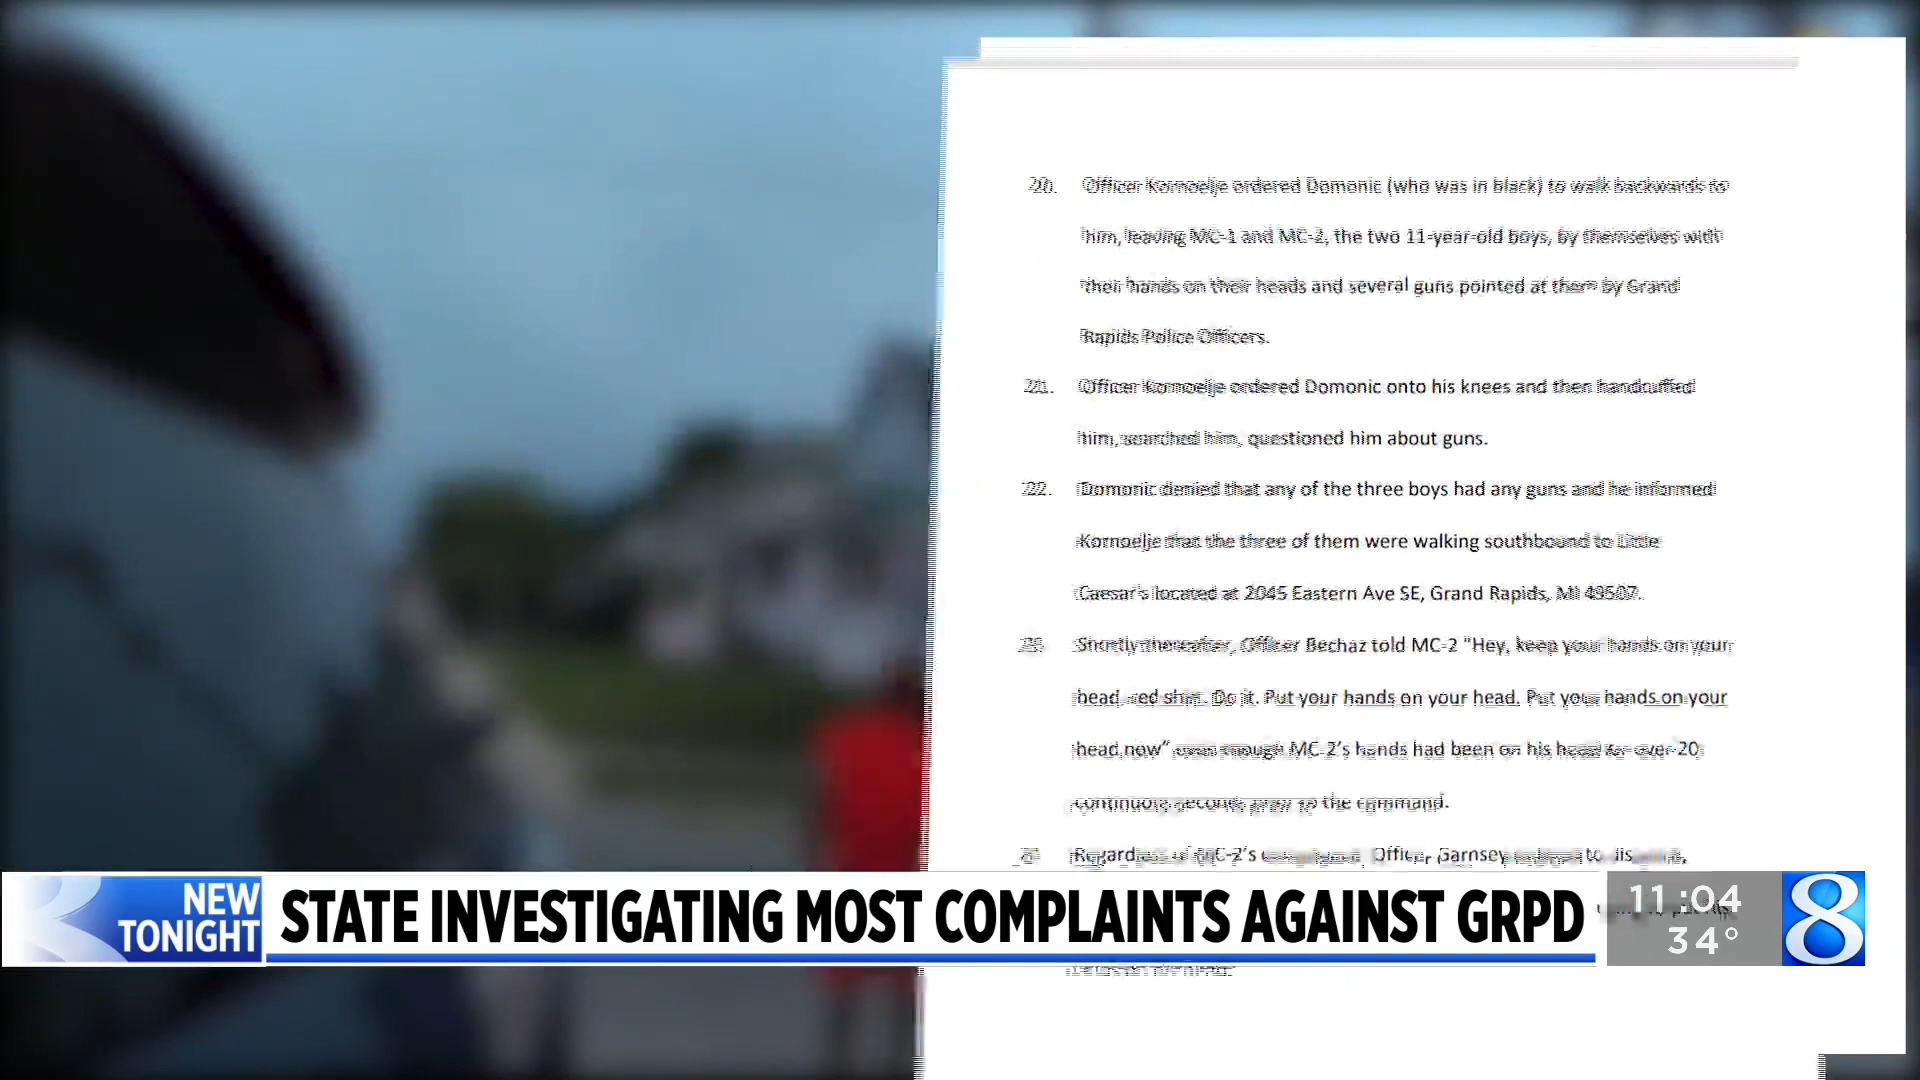 20. Officer Kornoelje ordered Domonic (who was in black) to walk backwards to
him, leaving MC-1 and MC-2, the two 11-year-old boys, by themselves with
their hands on their heads and several guns pointed at them by Grand
Rapids Police Officers.
21. Officer Kornoelje ordered Domonic onto his knees and then handcuffed
him, searched him, questioned him about guns.
22. Domonic denied that any of the three boys had any guns and he informed
Kornoelje that the three of them were walking southbound to Little
Caesar's located at 2045 Eastern Ave SE, Grand Rapids, MI 49507.
23. Shortly thereafter, Officer Bechaz told MC-2 "Hey, keep your hands on your
head, red shirt. Do it. Put your hands on your head. Put your hands on your
head now" even though MC-2's hands had been on his head for over 20
continuous seconds prior to the command.
Regardless of MC-2's Officer Garnsey to
NEW
TONIGHT
STATE INVESTIGATING MOST COMPLAINTS AGAINST GRPD
11:04
34°
8